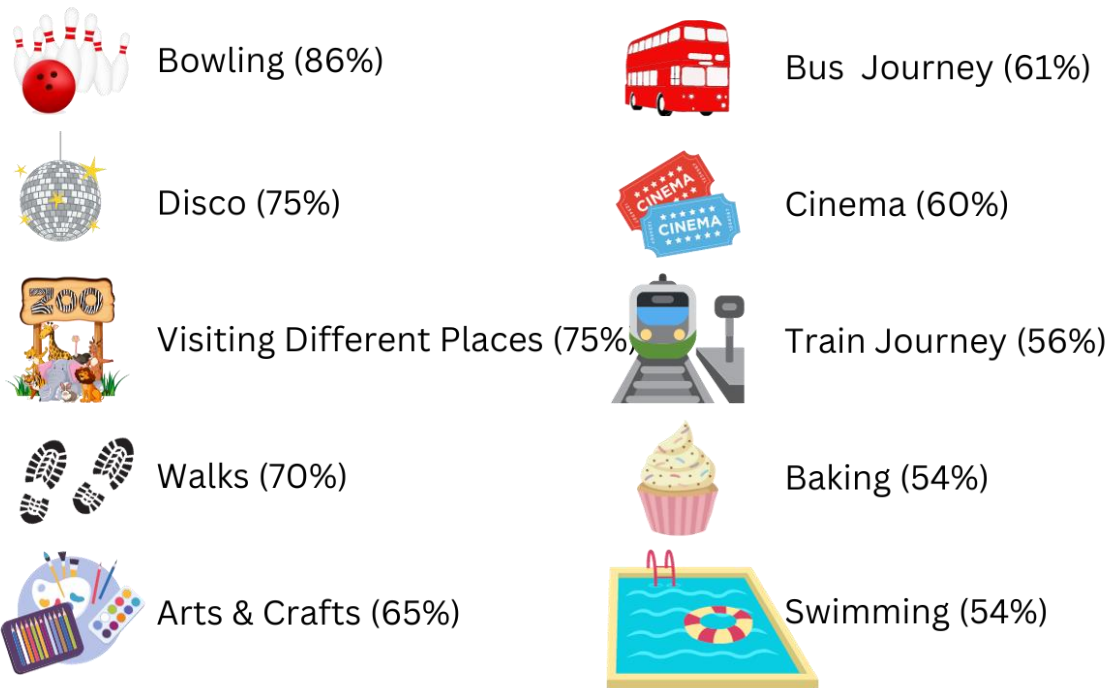 Bowling (86%)
Disco (75%)
ZOO
Visiting Different Places (75%)
Walks (70%)
Arts & Crafts (65%)
Bus  Journey (61%)
CINEMA
CINEMA
Cinema (60%)
Train Journey (56%)
Baking (54%)
Swimming (54%)